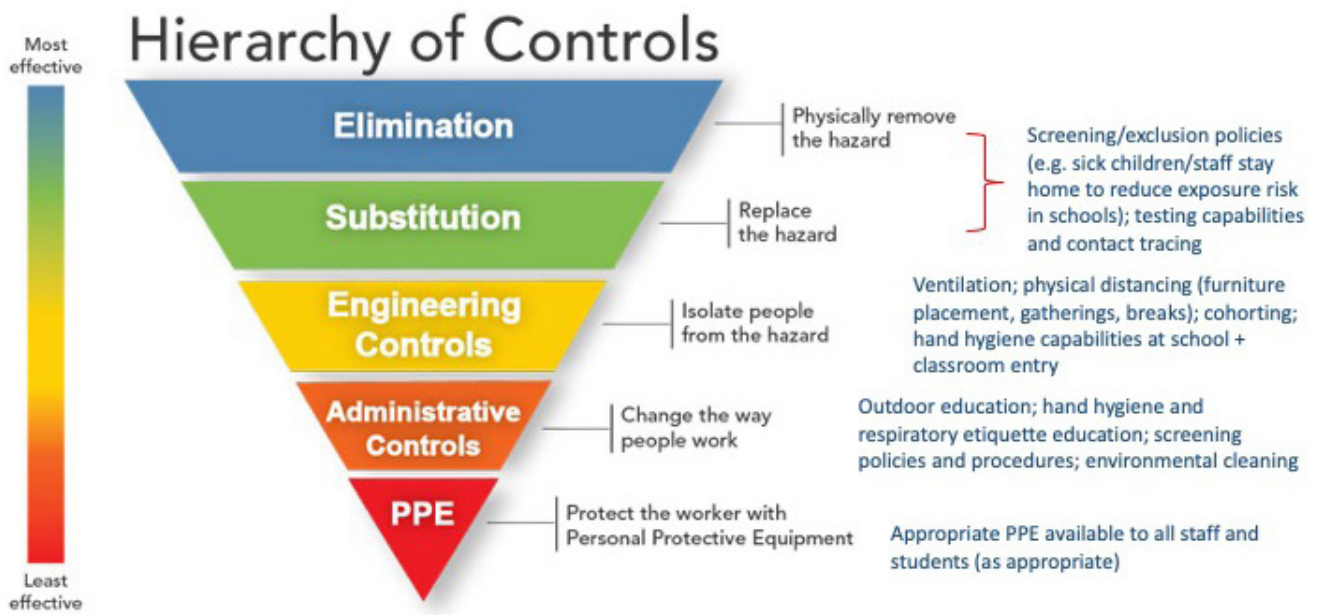 Hierarchy of Controls
Most
effective
Elimination
Physically remove
the hazard
Screening/exclusion policies
(e.g. sick children/staff stay
home to reduce exposure risk
in schools); testing capabilities
and contact tracing
Substitution
Replace
the hazard
Engineering
Controls
Isolate people
from the hazard
Ventilation; physical distancing (furniture
placement, gatherings, breaks); cohorting;
hand hygiene capabilities at school +
classroom entry
Administrative
Controls
Change the way
people work
Outdoor education; hand hygiene and
respiratory etiquette education; screening
policies and procedures; environmental cleaning
PPE
Protect the worker with
Personal Protective Equipment
Appropriate PPE available to all staff and
students (as appropriate)
Least
effective